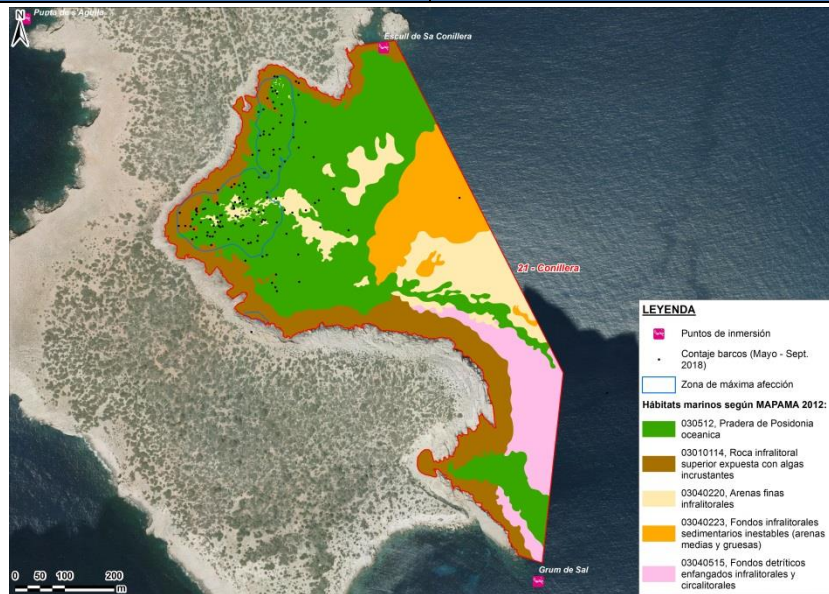 N
Punta de s'Aguila
Escull de Sa Conillera
21 - Conillera
Grum de Sal
0 50 100 200
m
LEYENDA
Puntos de inmersión
Contaje barcos (Mayo - Sept.
2018)
Zona de máxima afección
Hábitats marinos según MAPAMA 2012:
030512, Pradera de Posidonia
oceanica
03010114, Roca infralitoral
superior expuesta con algas
incrustantes
03040220, Arenas finas
infralitorales
03040223, Fondos infralitorales
sedimentarios inestables (arenas
medias y gruesas)
03040515, Fondos detríticos
enfangados infralitorales y
circalitorales